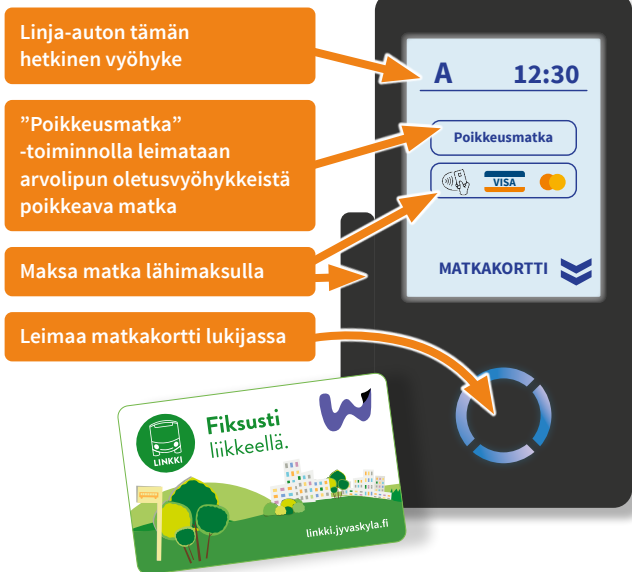 Linja-auton tämän
hetkinen vyöhyke
”Poikkeusmatka”
-toiminnolla leimataan
arvolipun oletusvyöhykkeistä
poikkeava matka
Maksa matka lähimaksulla
Leimaa matkakortti lukijassa
A 12:30
Poikkeusmatka
VISA
MATKAKORTTI
LINKKI
Fiksusti
liikkeellä.
linkki.jyvaskyla.fi